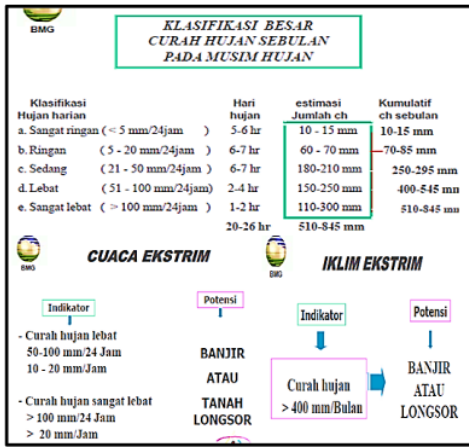 BMG
KLASIFIKASI BESAR
CURAH HUJAN SEBULAN
PADA MUSIM HUJAN
Klasifikasi Hari estimasi Kumulatif
Hujan harian hujan Jumlah ch ch sebulan
a. Sangat ringan ( < 5 mm/24jam ) 5-6 hr 10 - 15 mm 10-15 mm
b. Ringan ( 5 - 20 mm/24jam ) 6-7 hr 60 - 70 mm 70-85 mm
c. Sedang ( 21 - 50 mm/24jam ) 6-7 hr 180-210 mm 250-295 mm
d. Lebat ( 51 - 100 mm/24jam) 2-4 hr 150-250 mm 400-545 mm
e. Sangat lebat ( > 100 mm/24jam ) 1-2 hr 110-300 mm 510-845 mm
20-26 hr 510-845 mm
BMG
CUACA EKSTRIM
Indikator
Potensi
- Curah hujan lebat
50-100 mm/24 Jam
10 - 20 mm/Jam
- Curah hujan sangat lebat
> 100 mm/24 Jam
> 20 mm/Jam
BANJIR
ATAU
TANAH
LONGSOR
BMG
IKLIM EKSTRIM
Indikator
Potensi
Curah hujan
> 400 mm/Bulan
BANJIR
ATAU
LONGSOR